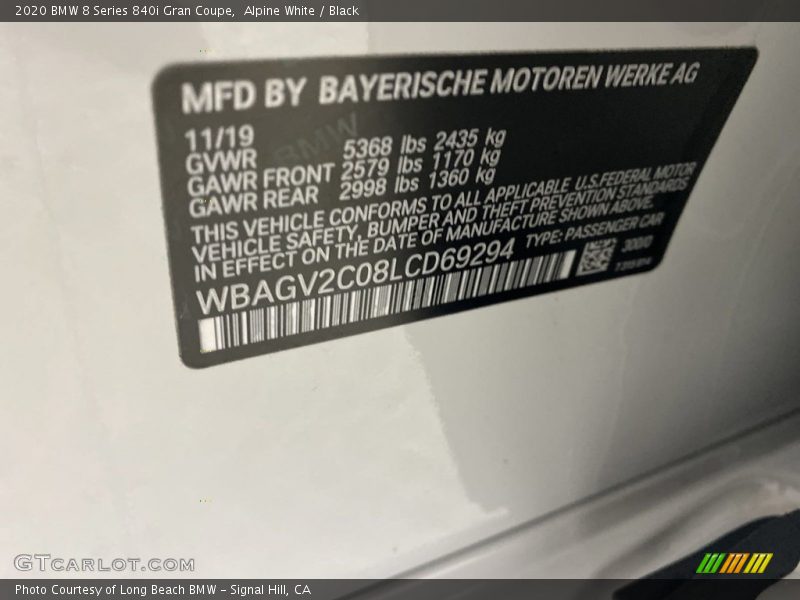 2020 BMW 8 Series 840i Gran Coupe,  Alpine White / Black
MFD BY BAYERISCHE MOTOREN WERKE AG
11/19
GVWR 5368 lbs 2435 kg
GAWR FRONT 2579 lbs 1170 kg
GAWR REAR 2998 lbs 1360 kg
THIS VEHICLE CONFORMS TO ALL APPLICABLE U.S.FEDERAL MOTOR
VEHICLE SAFETY, BUMPER AND THEFT PREVENTION STANDARDS
IN EFFECT ON THE DATE OF MANUFACTURE SHOWN ABOVE.
WBAGV2C08LCD69294 TYPE: PASSENGER CAR
300/0
GTCARLOT.COM
Photo Courtesy of Long Beach BMW - Signal Hill, CA